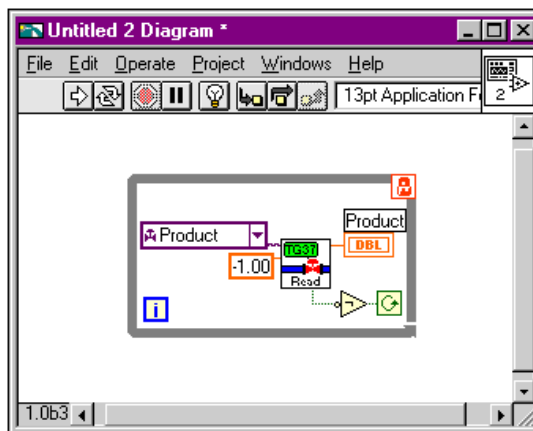 Untitled 2 Diagram *
File Edit Operate Project Windows Help
13pt Application F
2
Product
Product
TG37
DBL
-1.00
Read
i
1.0b3